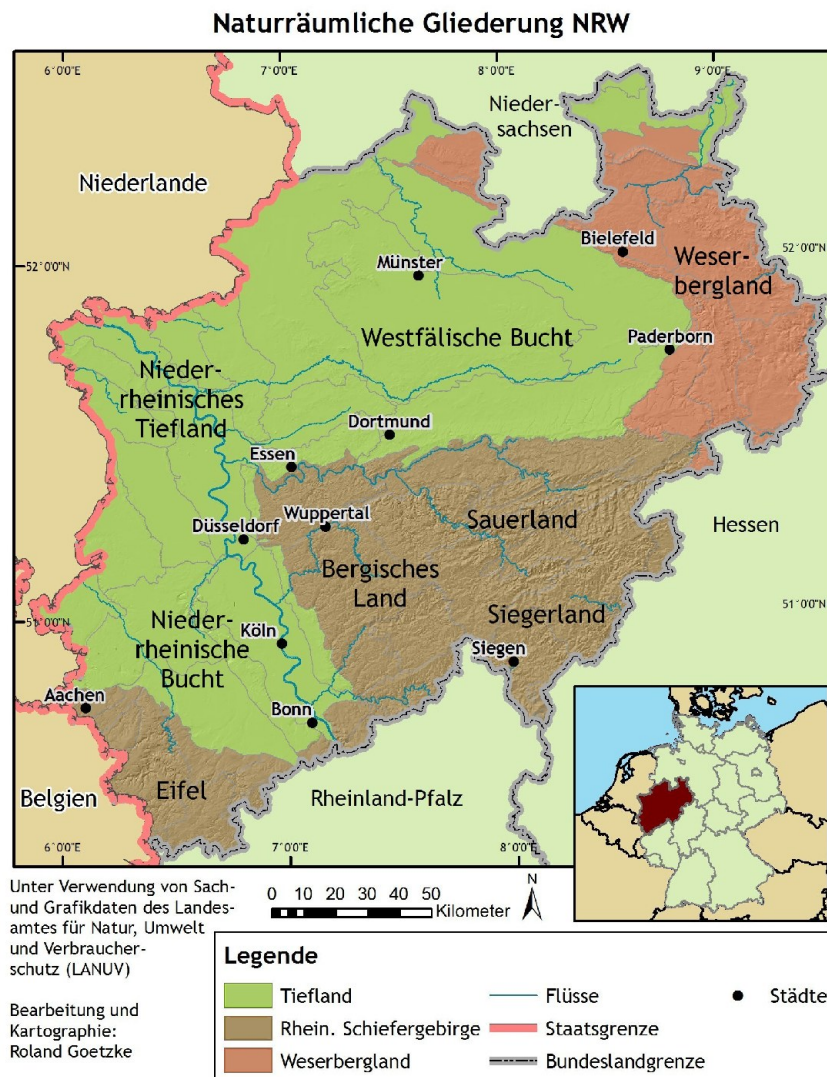 Naturräumliche Gliederung NRW
6°0'0"E
7°0'0"E
8°0'0"E
9°0'0"E
Nieder-
sachsen
Niederlande
52°0'0"N
52°0'0"N
Bielefeld
Weser-
bergland
Münster
Westfälische Bucht
Paderborn
Nieder-
rheinisches
Tiefland
Dortmund
Essen
Wuppertal
Sauerland
Hessen
Düsseldorf
Bergisches
Land
Siegerland
51°0'0"N
51°0'0"N
Nieder-
rheinische
Bucht
Köln
Siegen
Aachen
Bonn
Eifel
Belgien
Rheinland-Pfalz
6°0'0"E
7°0'0"E
8°0'0"E
Unter Verwendung von Sach-
und Grafikdaten des Landes-
amtes für Natur, Umwelt
und Verbraucher-
schutz (LANUV)
Bearbeitung und
Kartographie:
Roland Goetzke
0 10 20 30 40 50
Kilometer
N
Legende
Tiefland
Flüsse
Städte
Rhein. Schiefergebirge
Staatsgrenze
Weserbergland
Bundeslandgrenze